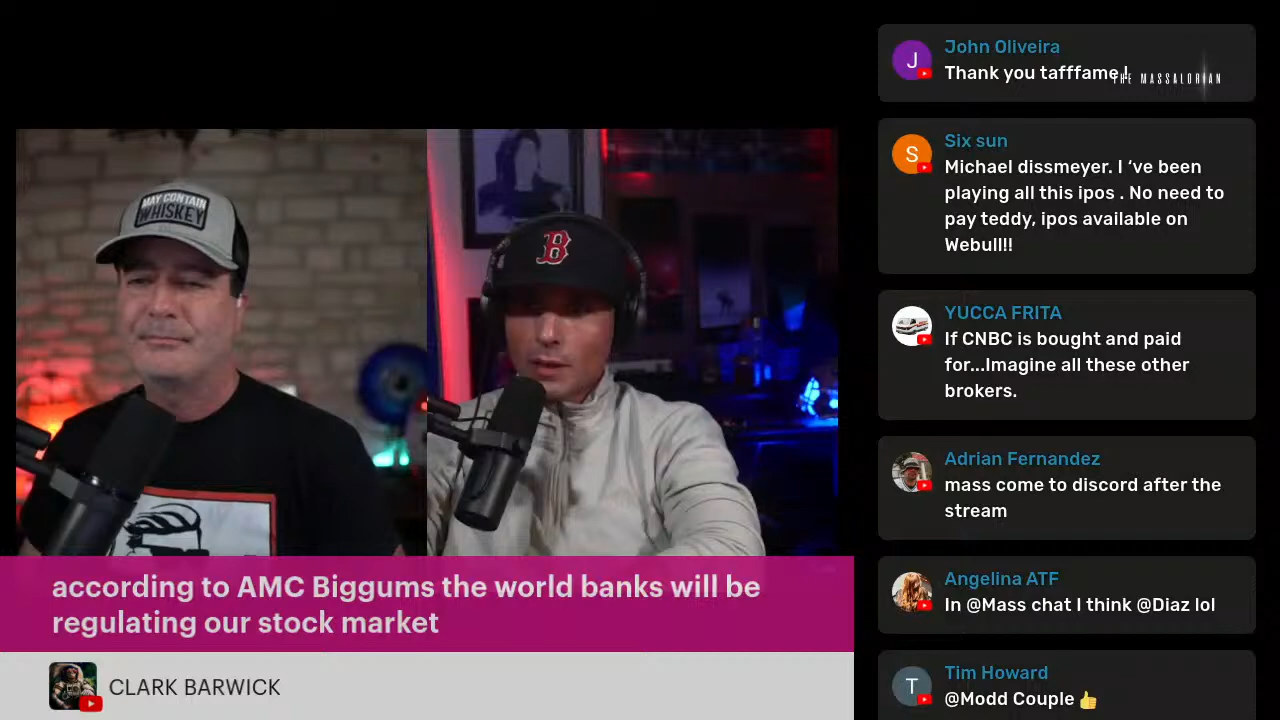 MAY CONTAIN
WHISKEY
B
according to AMC Biggums the world banks will be
regulating our stock market
CLARK BARWICK
J
John Oliveira
Thank you tafffame !
THE MASSALORIAN
S
Six sun
Michael dissmeyer. I ‘ve been
playing all this ipos . No need to
pay teddy, ipos available on
Webull!!
YUCCA FRITA
If CNBC is bought and paid
for...Imagine all these other
brokers.
Adrian Fernandez
mass come to discord after the
stream
Angelina ATF
In @Mass chat I think @Diaz lol
T
Tim Howard
@Modd Couple 👍